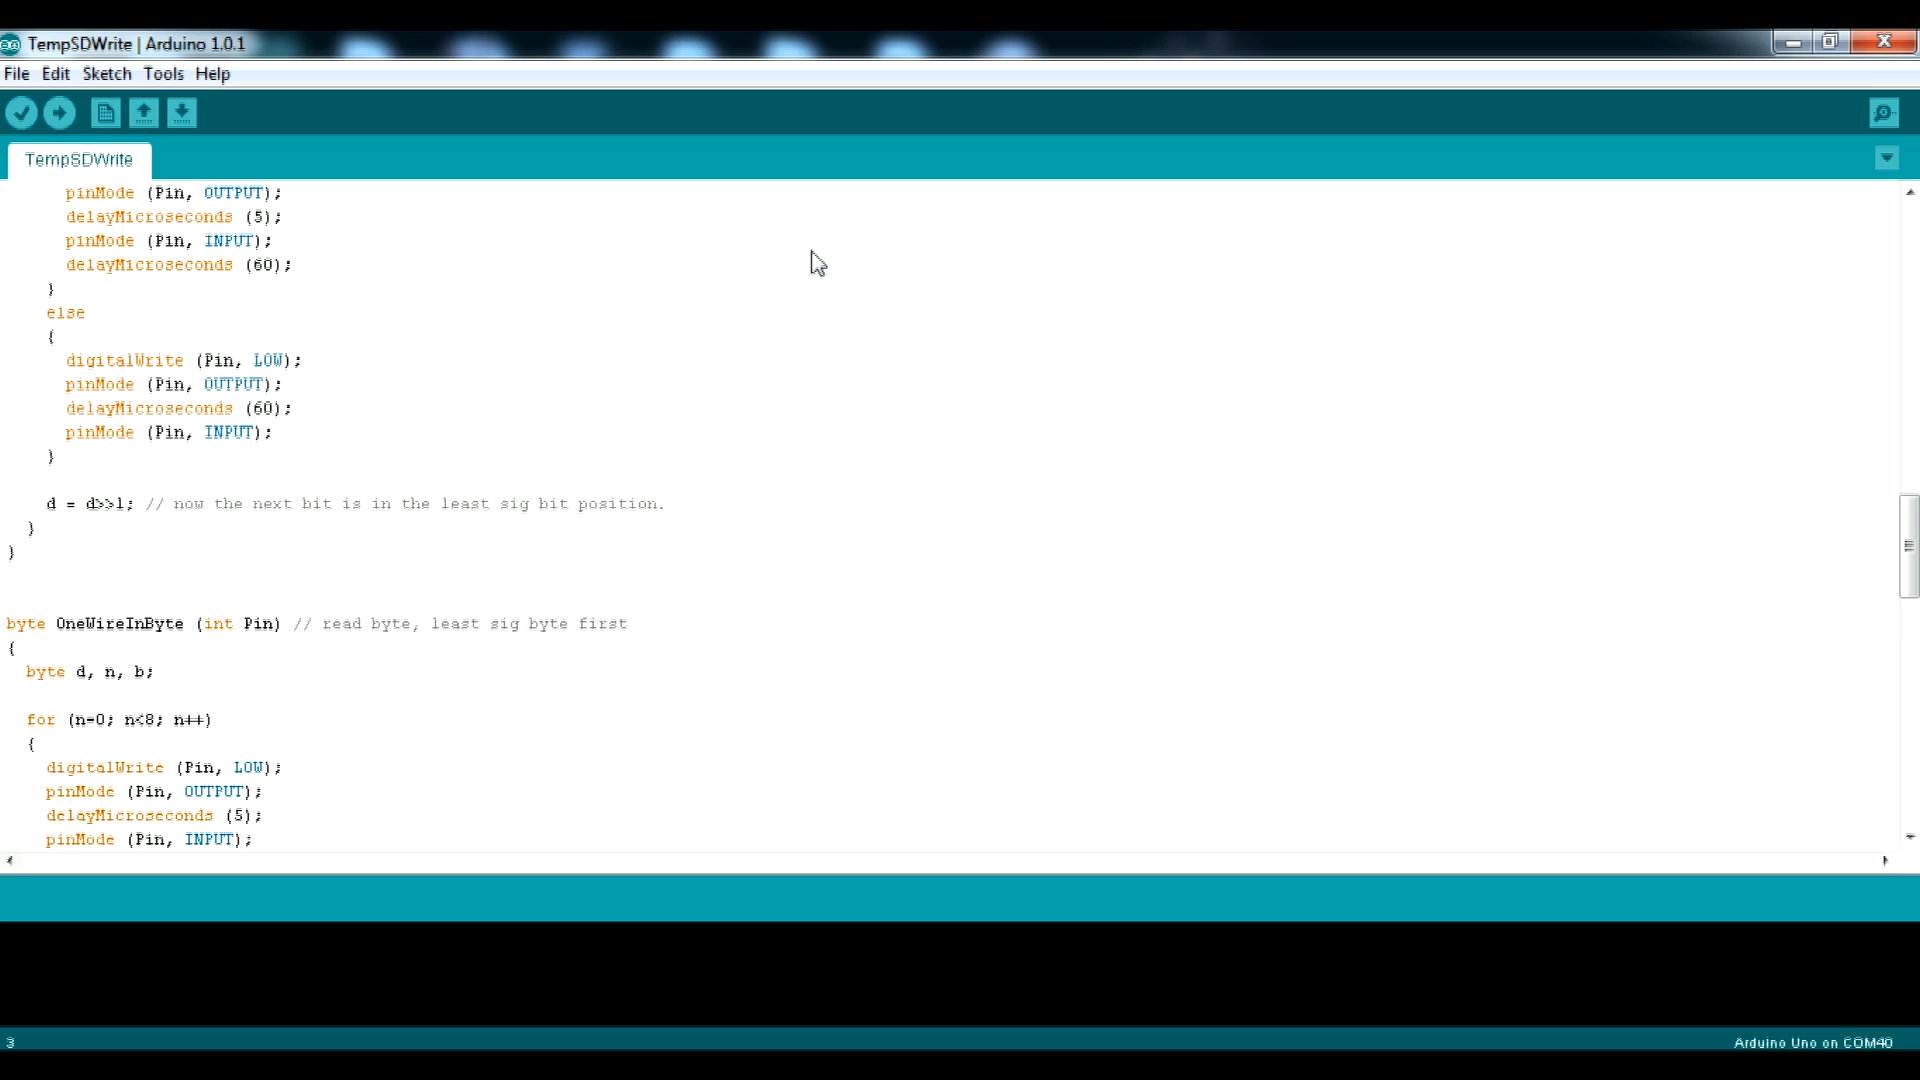 TempSDWrite | Arduino 1.0.1
File Edit Sketch Tools Help
TempSDWrite
pinMode (Pin, OUTPUT);
delayMicroseconds (5);
pinMode (Pin, INPUT);
delayMicroseconds (60);
}
else
{
digitalWrite (Pin, LOW);
pinMode (Pin, OUTPUT);
delayMicroseconds (60);
pinMode (Pin, INPUT);
}
d = d>>1; // now the next bit is in the least sig bit position.
}
}
byte OneWireInByte (int Pin) // read byte, least sig byte first
{
byte d, n, b;
for (n=0; n<8; n++)
{
digitalWrite (Pin, LOW);
pinMode (Pin, OUTPUT);
delayMicroseconds (5);
pinMode (Pin, INPUT);
3
Arduino Uno on COM40